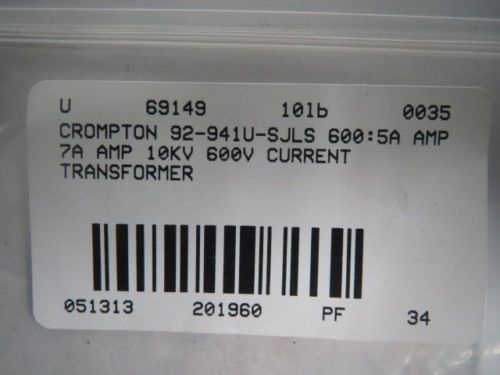 U 69149 10lb 0035
CROMPTON 92-941U-SJLS 600:5A AMP
7A AMP 10KV 600V CURRENT
TRANSFORMER
051313 201960 PF 34